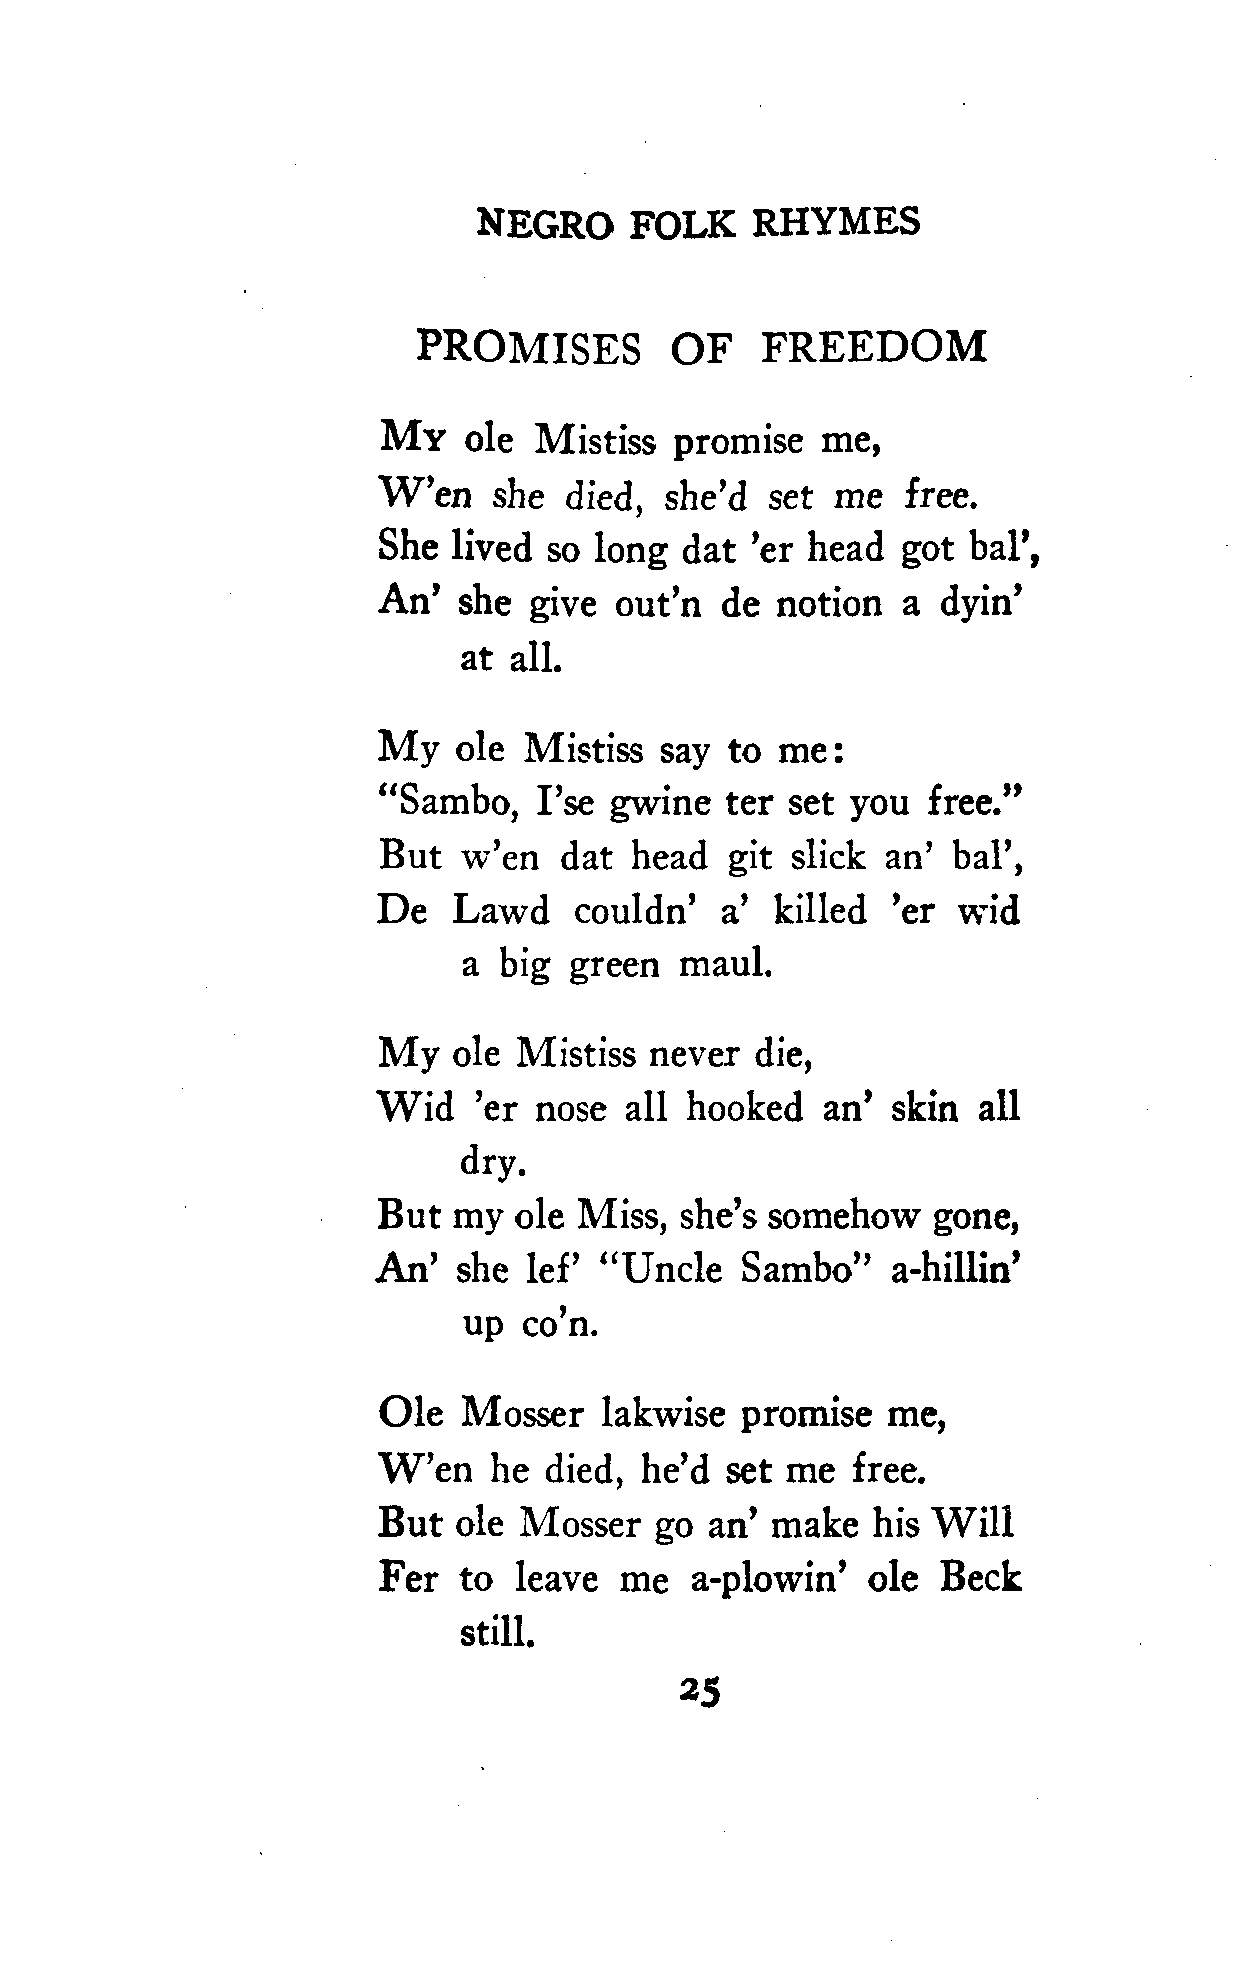 NEGRO FOLK RHYMES
PROMISES OF FREEDOM
MY ole Mistiss promise me,
W'en she died, she'd set me free.
She lived so long dat 'er head got bal',
An' she give out'n de notion a dyin'
at all.
My ole Mistiss say to me:
“Sambo, I'se gwine ter set you free.”
But w'en dat head git slick an' bal',
De Lawd couldn' a' killed 'er wid
a big green maul.
My ole Mistiss never die,
Wid 'er nose all hooked an' skin all
dry.
But my ole Miss, she's somehow gone,
An' she lef' “Uncle Sambo” a-hillin'
up co'n.
Ole Mosser lakwise promise me,
W'en he died, he'd set me free.
But ole Mosser go an' make his Will
Fer to leave me a-plowin' ole Beck
still.
25